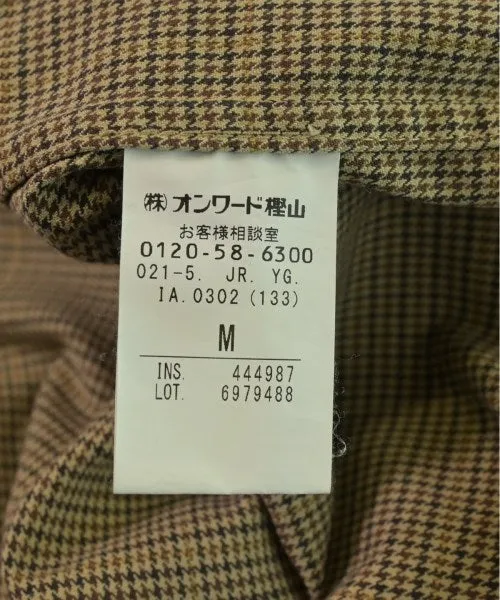 ㈱オンワード樫山
お客様相談室
0120-58-6300
021-5. JR. YG.
IA.0302(133)
M
INS. 444987
LOT. 6979488